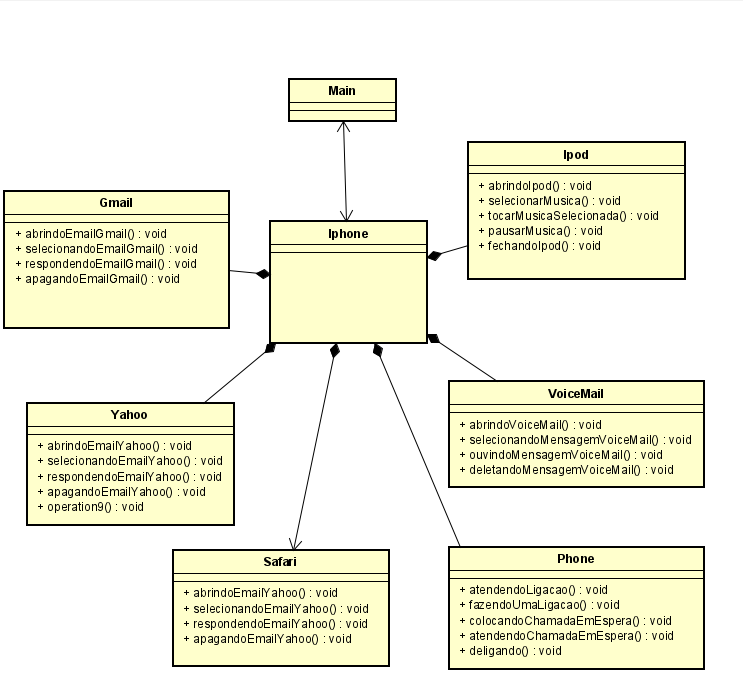 Main
Ipod
+ abrindoIpod() : void
+ selecionarMusica() : void
+ tocarMusicaSelecionada() : void
+ pausarMusica() : void
+ fechandoIpod() : void
Gmail
+ abrindoEmailGmail() : void
+ selecionandoEmailGmail() : void
+ respondendoEmailGmail() : void
+ apagandoEmailGmail() : void
Iphone
VoiceMail
+ abrindoVoiceMail() : void
+ selecionandoMensagemVoiceMail() : void
+ ouvindoMensagemVoiceMail() : void
+ deletandoMensagemVoiceMail() : void
Yahoo
+ abrindoEmailYahoo() : void
+ selecionandoEmailYahoo() : void
+ respondendoEmailYahoo() : void
+ apagandoEmailYahoo() : void
+ operation9() : void
Safari
+ abrindoEmailYahoo() : void
+ selecionandoEmailYahoo() : void
+ respondendoEmailYahoo() : void
+ apagandoEmailYahoo() : void
Phone
+ atendendoLigacao() : void
+ fazendoUmaLigacao() : void
+ colocandoChamadaEmEspera() : void
+ atendendoChamadaEmEspera() : void
+ deligando() : void